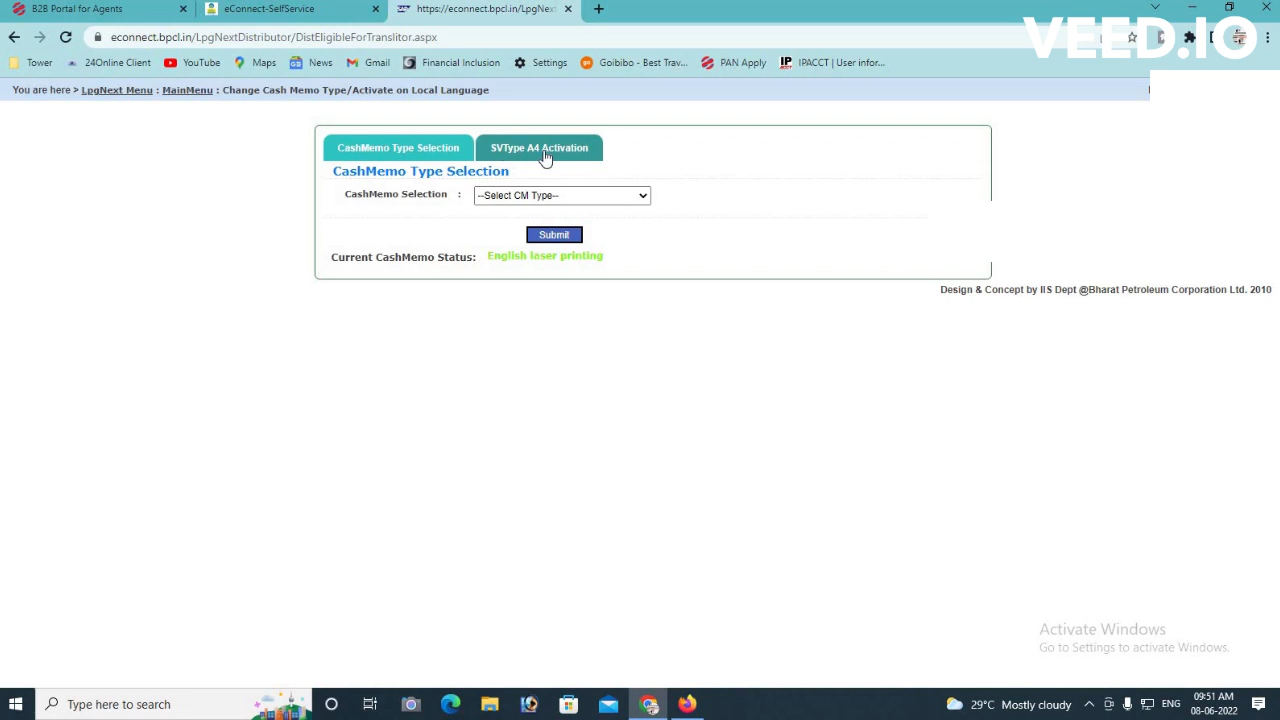 B2B Portal for Agents
eConnect-SelfService
https://econnect.bpcl.in/LpgNex
econnect.bpcl.in/LpgNextDistributor/DistEligibleForTranslitor.aspx
VEED.IO
Tower
24Online Client
YouTube
Maps
News
Gmail
Financial Inclusion
Settings
Goibibo - Best Trav...
PAN Apply
IPACCT | User infor...
You are here > LpgNext Menu : MainMenu : Change Cash Memo Type/Activate on Local Language
CashMemo Type Selection
SVType A4 Activation
CashMemo Type Selection
CashMemo Selection : --Select CM Type--
Submit
Current CashMemo Status: English laser printing
Design & Concept by IIS Dept @Bharat Petroleum Corporation Ltd. 2010
Activate Windows
Go to Settings to activate Windows.
Type here to search
29°C Mostly cloudy
ENG
09:51 AM
08-06-2022